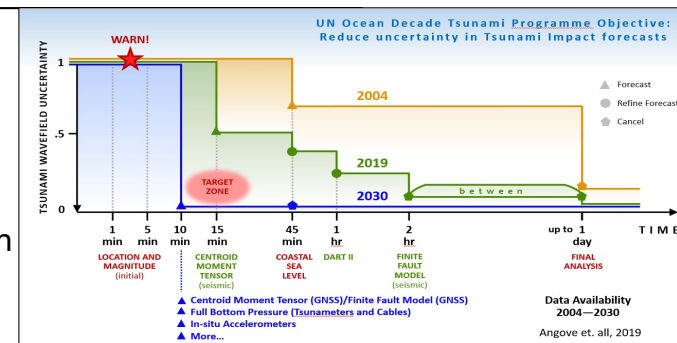 UN Ocean Decade Tsunami Programme Objective:
Reduce uncertainty in Tsunami Impact forecasts
WARN!
TSUNAMI WAVEFIELD UNCERTAINTY
1
.5
0
2004
2019
2030
between
TARGET
ZONE
Forecast
Refine Forecast
Cancel
1
min
5
min
10
min
15
min
45
min
1
hr
2
hr
up to 1
day
TIME
LOCATION AND
MAGNITUDE
(initial)
CENTROID
MOMENT
TENSOR
(seismic)
COASTAL
SEA
LEVEL
DART II
FINITE
FAULT
MODEL
(seismic)
FINAL
ANALYSIS
Centroid Moment Tensor (GNSS)/Finite Fault Model (GNSS)
Full Bottom Pressure (Tsunameters and Cables)
In-situ Accelerometers
More...
Data Availability
2004—2030
Angove et. all, 2019